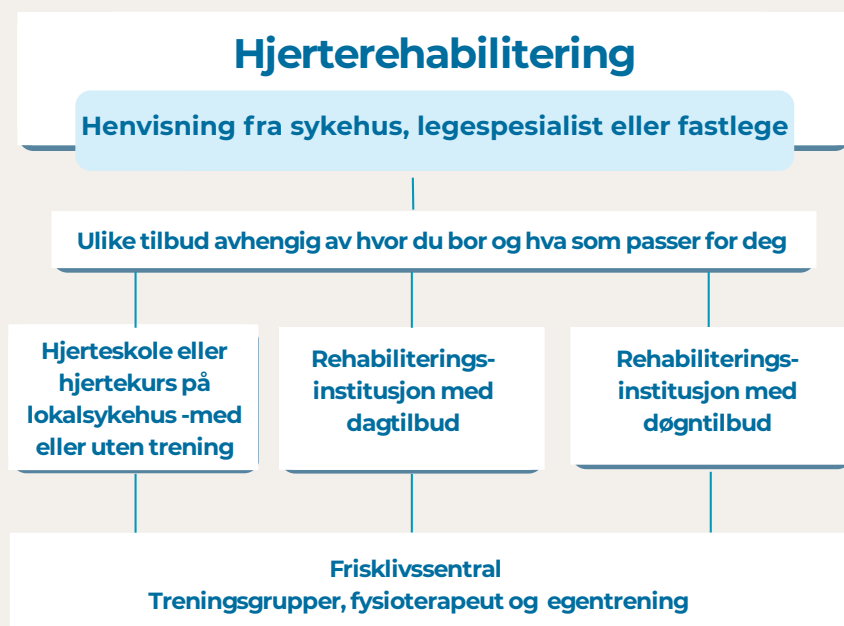 Hjerterehabilitering
Henvisning fra sykehus, legespesialist eller fastlege
Ulike tilbud avhengig av hvor du bor og hva som passer for deg
Hjerteskole eller
hjertekurs på
lokalsykehus -med
eller uten trening
Rehabiliterings-
institusjon med
dagtilbud
Rehabiliterings-
institusjon med
døgntilbud
Frisklivssentral
Treningsgrupper, fysioterapeut og egentrening